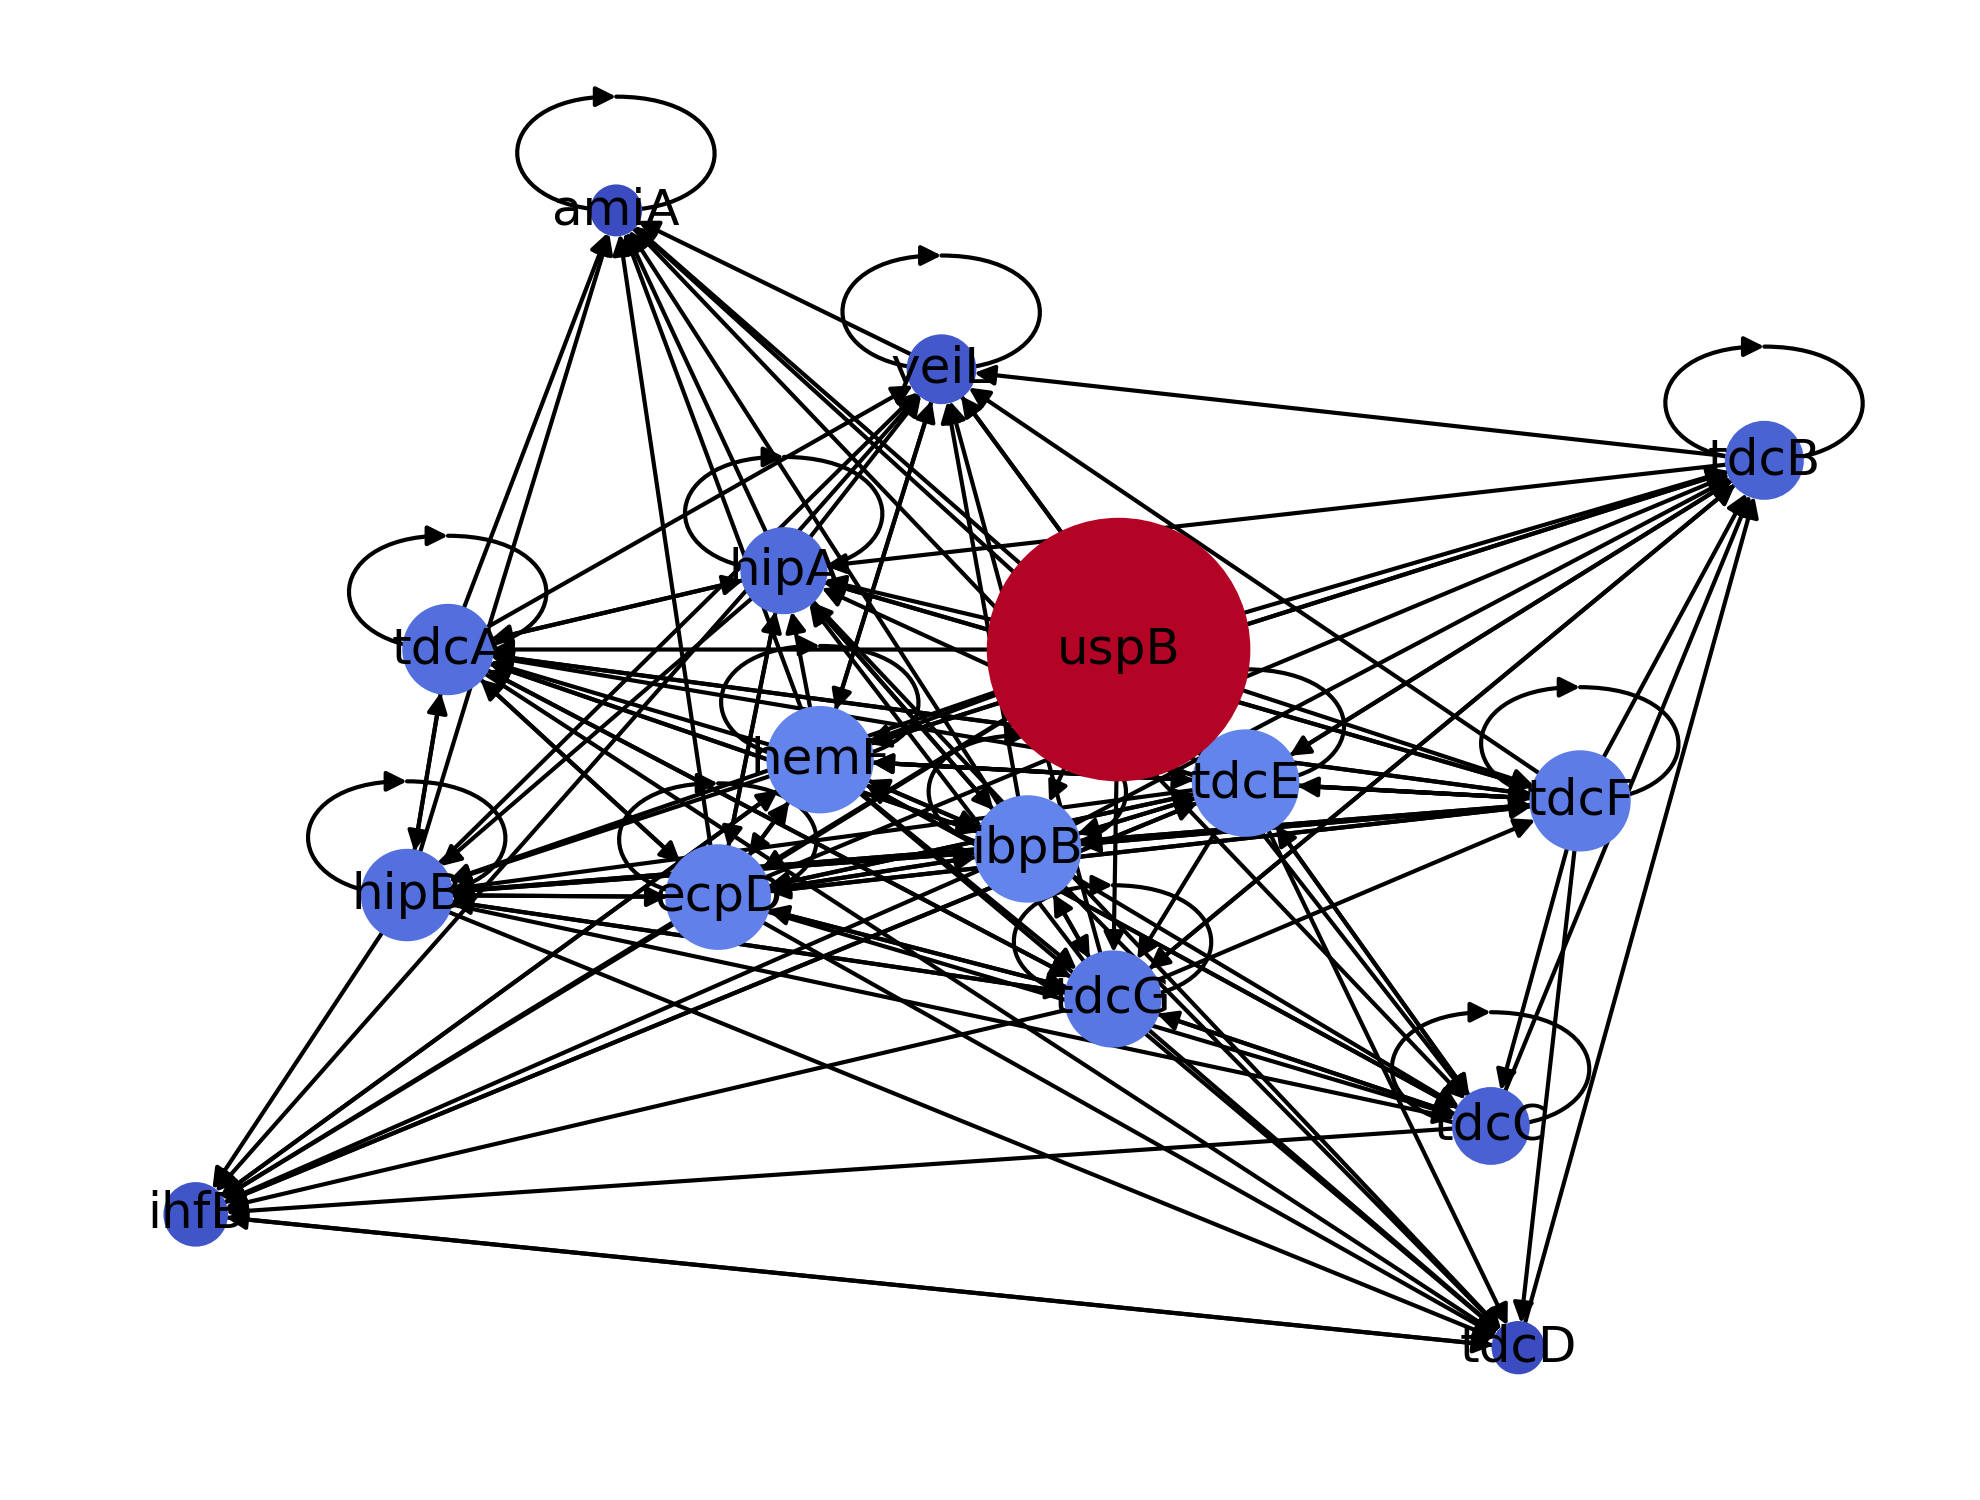 amiA
yeiL
tdcB
hipA
tdcA
uspB
hemF
tdcE
tdcF
ibpB
hipB
ecpD
tdcG
tdcC
ihfB
tdcD